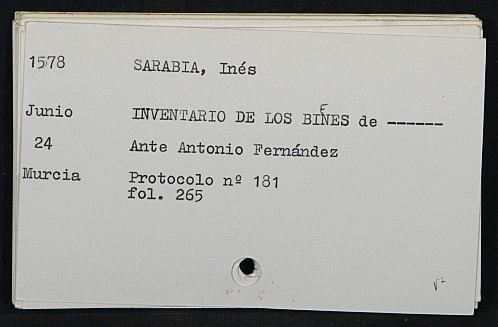 1578 SARABIA, Inés
Junio INVENTARIO DE LOS BIENES de ------
24 Ante Antonio Fernández
Murcia Protocolo nº 181
fol. 265